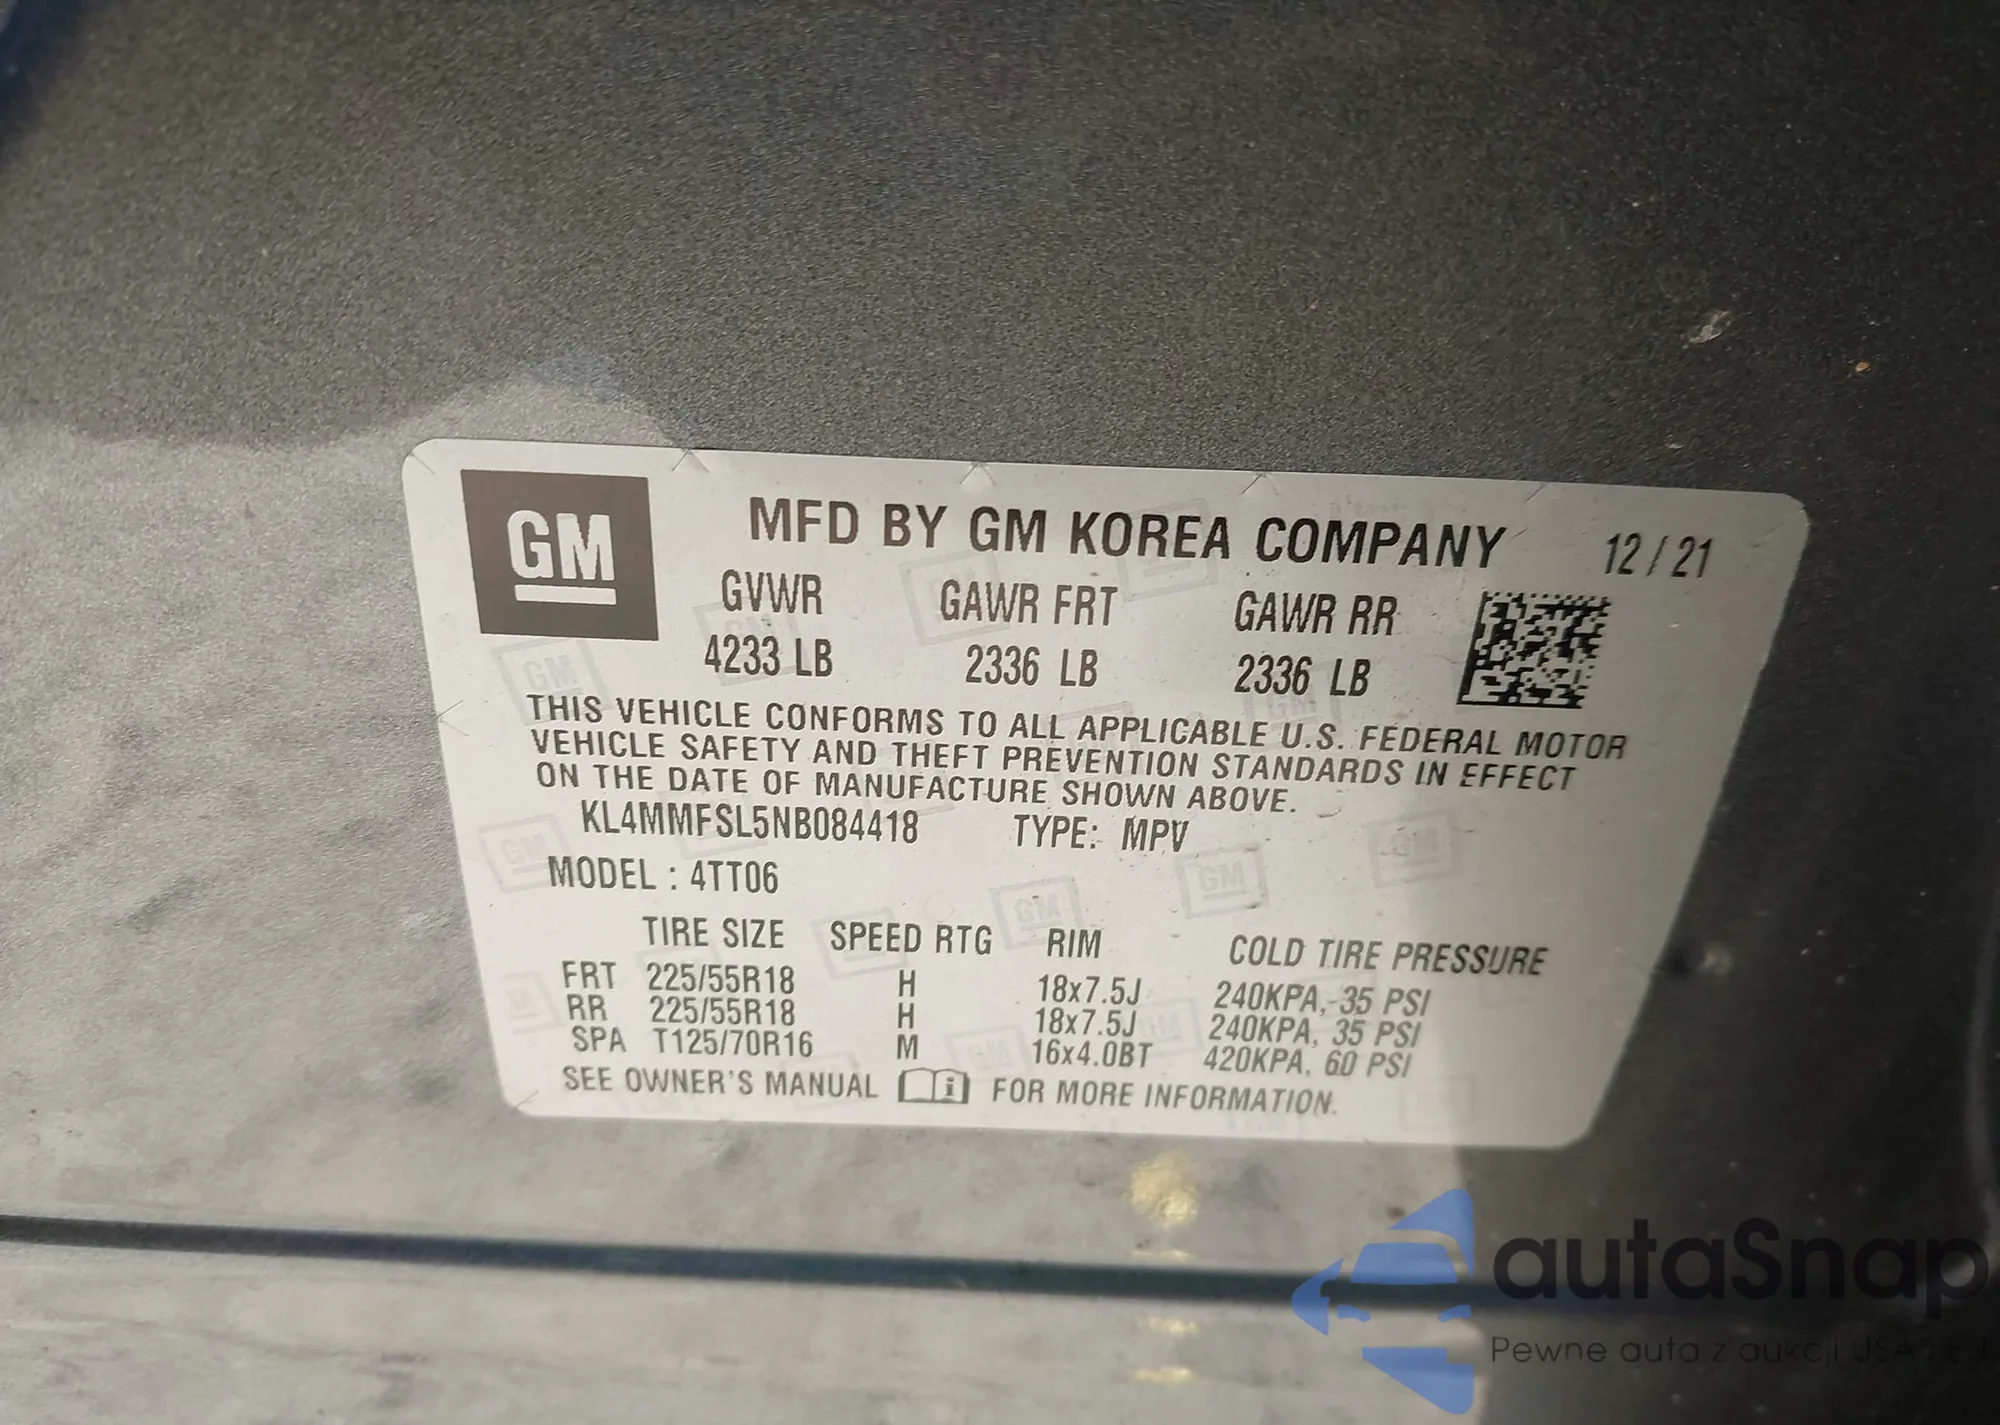 GM
MFD BY GM KOREA COMPANY 12/21
GVWR GAWR FRT GAWR RR
4233 LB 2336 LB 2336 LB
THIS VEHICLE CONFORMS TO ALL APPLICABLE U.S. FEDERAL MOTOR
VEHICLE SAFETY AND THEFT PREVENTION STANDARDS IN EFFECT
ON THE DATE OF MANUFACTURE SHOWN ABOVE.
KL4MMFSL5NB084418 TYPE: MPV
MODEL : 4TT06
TIRE SIZE SPEED RTG RIM COLD TIRE PRESSURE
FRT 225/55R18 H 18x7.5J 240KPA, 35 PSI
RR 225/55R18 H 18x7.5J 240KPA, 35 PSI
SPA T125/70R16 M 16x4.0BT 420KPA, 60 PSI
SEE OWNER'S MANUAL FOR MORE INFORMATION.
autaSnap
Pewne auta z aukcji USA